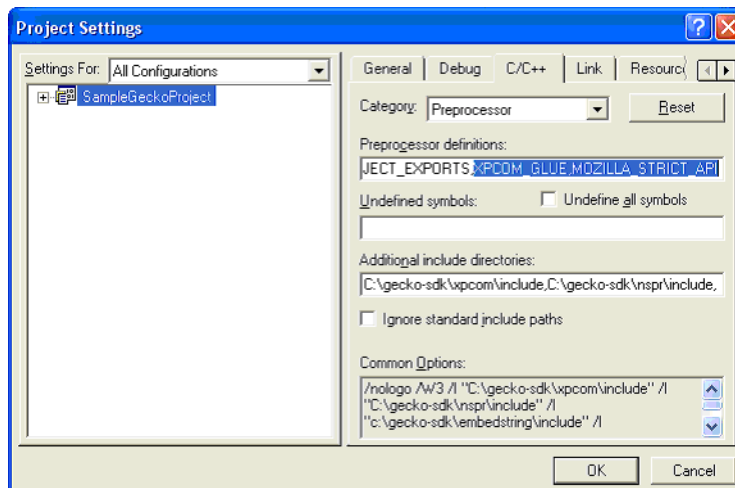 Project Settings
Settings For: All Configurations
SampleGeckoProject
General Debug C/C++ Link Resourc
Category: Preprocessor Reset
Preprocessor definitions:
JECT_EXPORTS,XPCOM_GLUE,MOZILLA_STRICT_API
Undefined symbols: Undefine all symbols
Additional include directories:
C:\gecko-sdk\xpcom\include,C:\gecko-sdk\nspr\include,
Ignore standard include paths
Common Options:
/nologo /W3 /I "C:\gecko-sdk\xpcom\include" /I
"C:\gecko-sdk\nspr\include" /I
"c:\gecko-sdk\embedstring\include" /I
OK Cancel